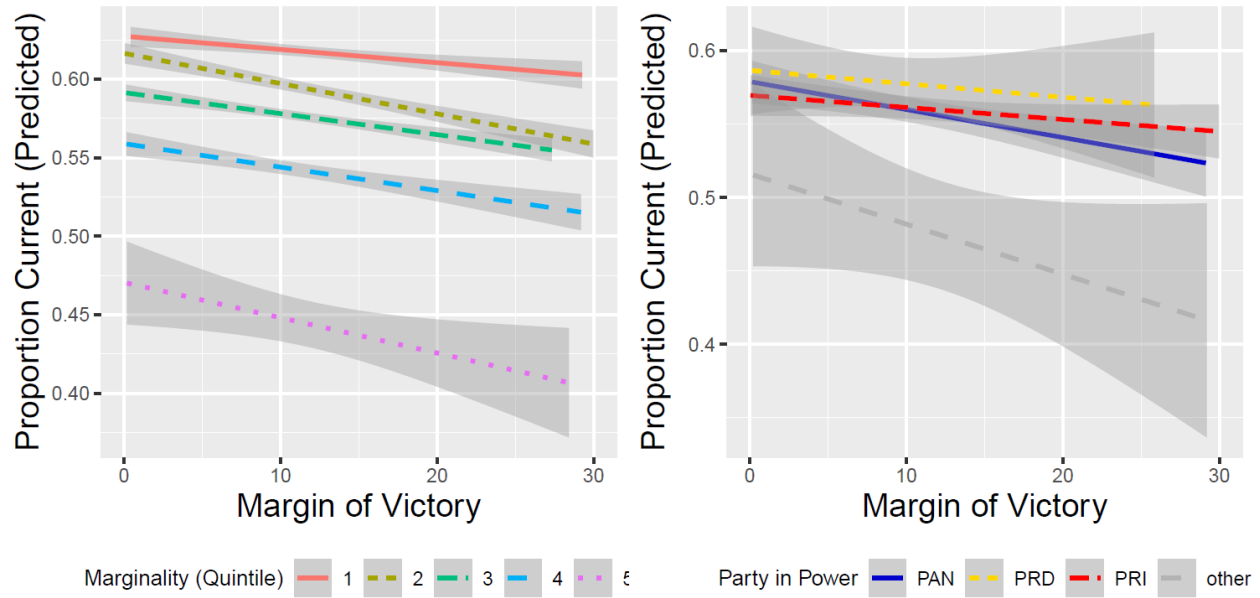 Proportion Current (Predicted)
0.60
0.55
0.50
0.45
0.40
0
10
20
30
Margin of Victory
Marginality (Quintile) 1 2 3 4 5
Proportion Current (Predicted)
0.6
0.5
0.4
0
10
20
30
Margin of Victory
Party in Power PAN PRD PRI other